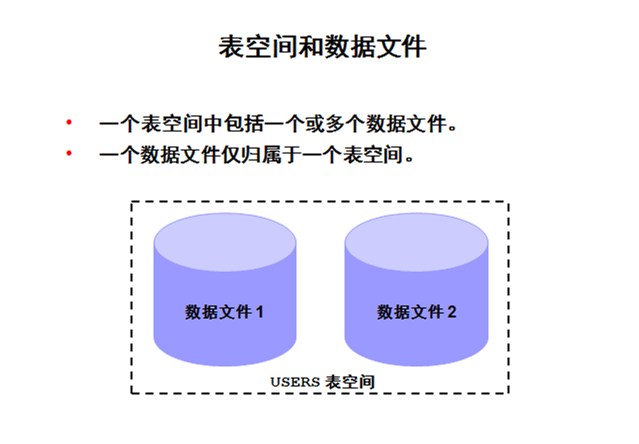 表空间和数据文件
• 一个表空间中包括一个或多个数据文件。
• 一个数据文件仅归属于一个表空间。
数据文件 1
数据文件 2
USERS 表空间